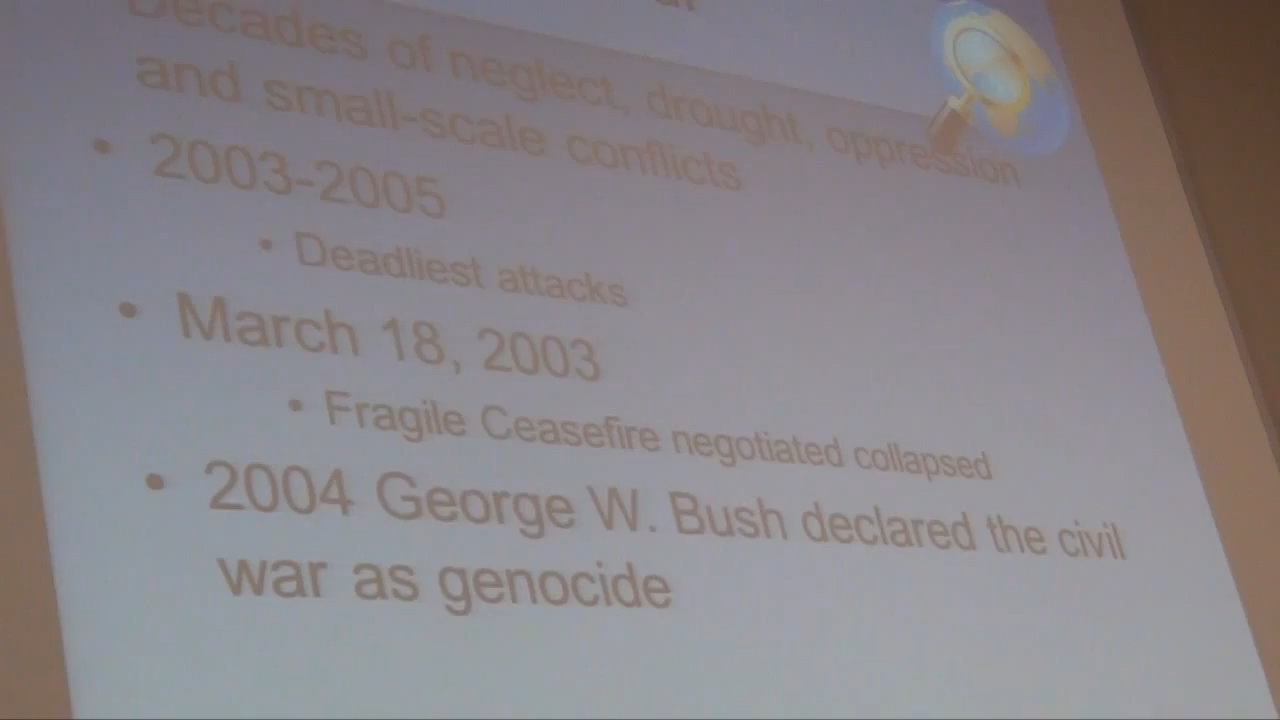 Decades of neglect, drought, oppression
and small-scale conflicts
• 2003-2005
• Deadliest attacks
• March 18, 2003
• Fragile Ceasefire negotiated collapsed
• 2004 George W. Bush declared the civil
war as genocide